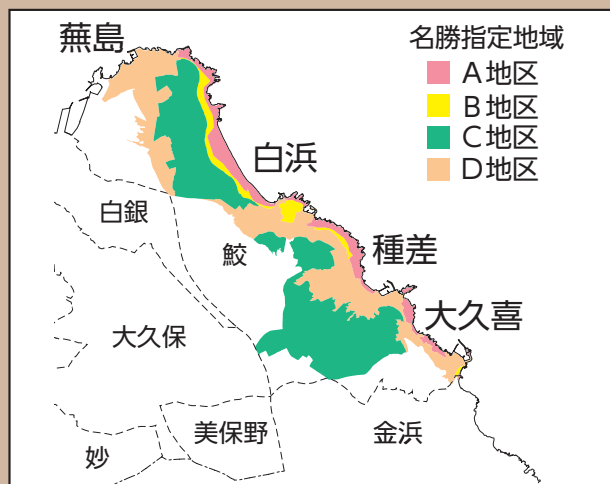 蕪島
名勝指定地域
A地区
B地区
C地区
D地区
白浜
白銀
鮫
種差
大久喜
大久保
美保野
金浜
妙